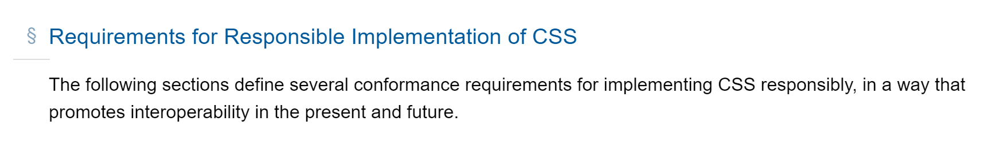 § Requirements for Responsible Implementation of CSS
The following sections define several conformance requirements for implementing CSS responsibly, in a way that
promotes interoperability in the present and future.